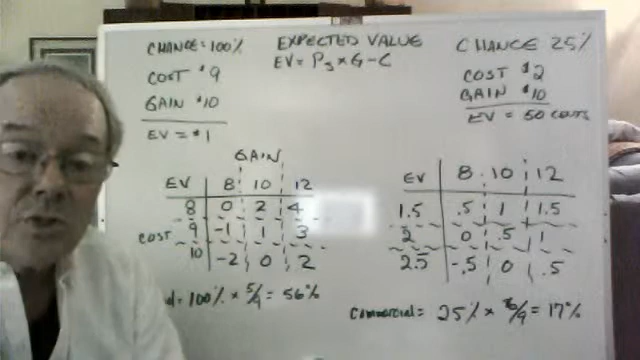 CHANCE = 100%
COST $9
GAIN $10
EV = $1
EXPECTED VALUE
EV = Ps × G - C
CHANCE 25%
COST $2
GAIN $10
EV = 50 CENTS
GAIN
EV 8 10 12
8 0 2 4
COST 9 -1 1 3
10 -2 0 2
= 100% × 5/9 = 56%
EV 8 10 12
1.5 .5 1 1.5
2 0 .5 1
2.5 -.5 0 .5
COMMERCIAL = 25% × 6/9 = 17%